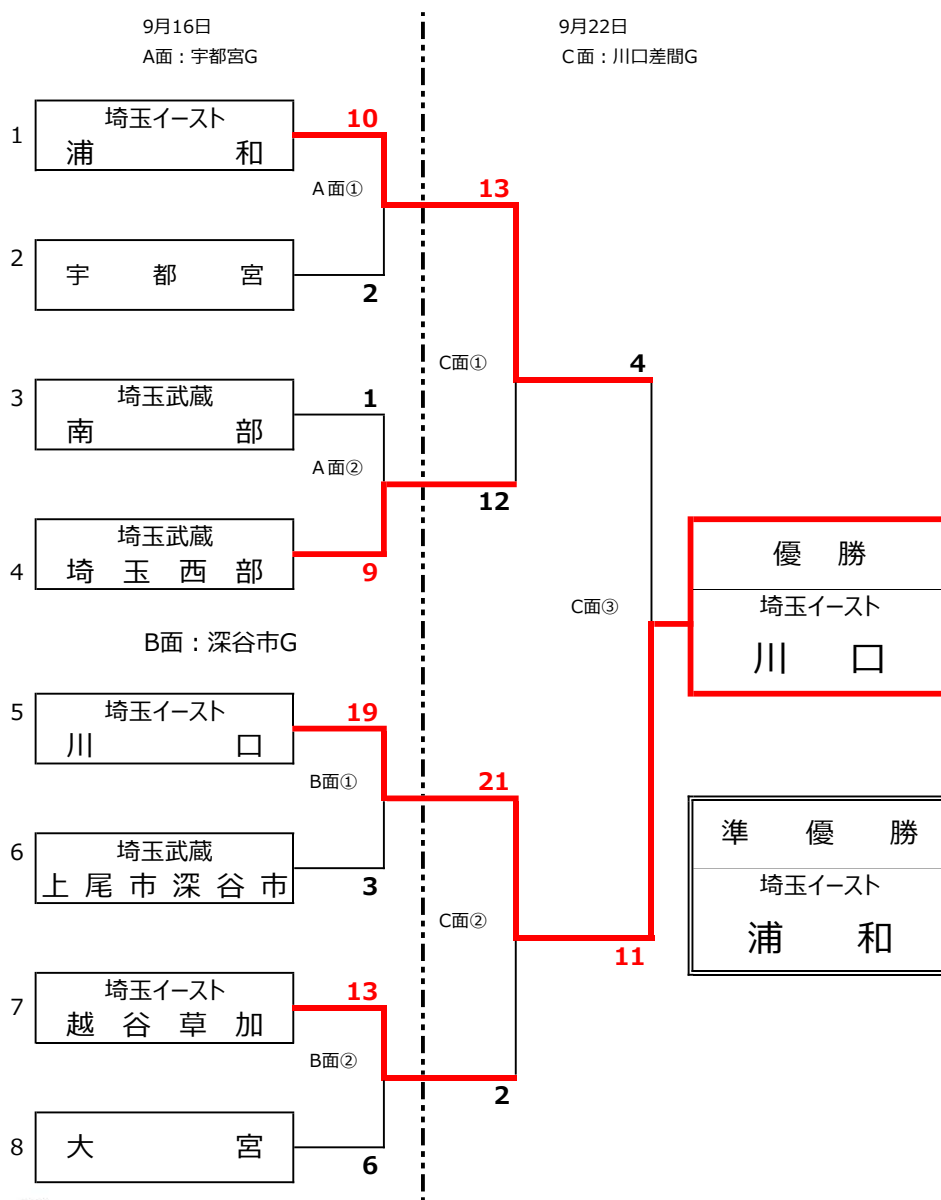 9月16日
A面：宇都宮G
9月22日
C面：川口差間G
1
埼玉イースト
浦和
10
A面①
13
2
宇都宮
2
C面①
4
3
埼玉武蔵
南部
1
A面②
12
4
埼玉武蔵
埼玉西部
9
C面③
優勝
埼玉イースト
川口
B面：深谷市G
5
埼玉イースト
川口
19
B面①
21
6
埼玉武蔵
上尾市深谷市
3
C面②
11
準優勝
埼玉イースト
浦和
7
埼玉イースト
越谷草加
13
B面②
2
8
大宮
6